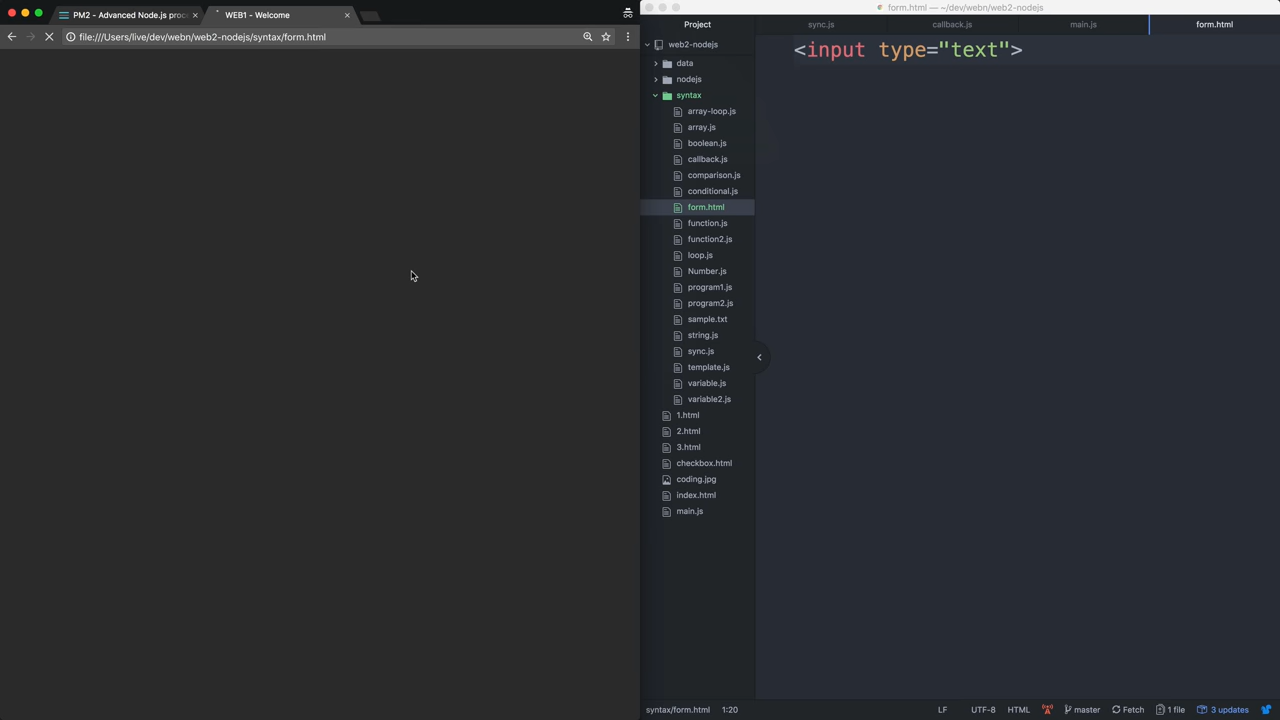 PM2 - Advanced Node.js proc
WEB1 - Welcome
file:///Users/live/dev/webn/web2-nodejs/syntax/form.html
form.html — ~/dev/webn/web2-nodejs
Project
sync.js
callback.js
main.js
form.html
web2-nodejs
data
nodejs
syntax
array-loop.js
array.js
boolean.js
callback.js
comparison.js
conditional.js
form.html
function.js
function2.js
loop.js
Number.js
program1.js
program2.js
sample.txt
string.js
sync.js
template.js
variable.js
variable2.js
1.html
2.html
3.html
checkbox.html
coding.jpg
index.html
main.js
<input type="text">
syntax/form.html 1:20
LF UTF-8 HTML master Fetch 1 file 3 updates